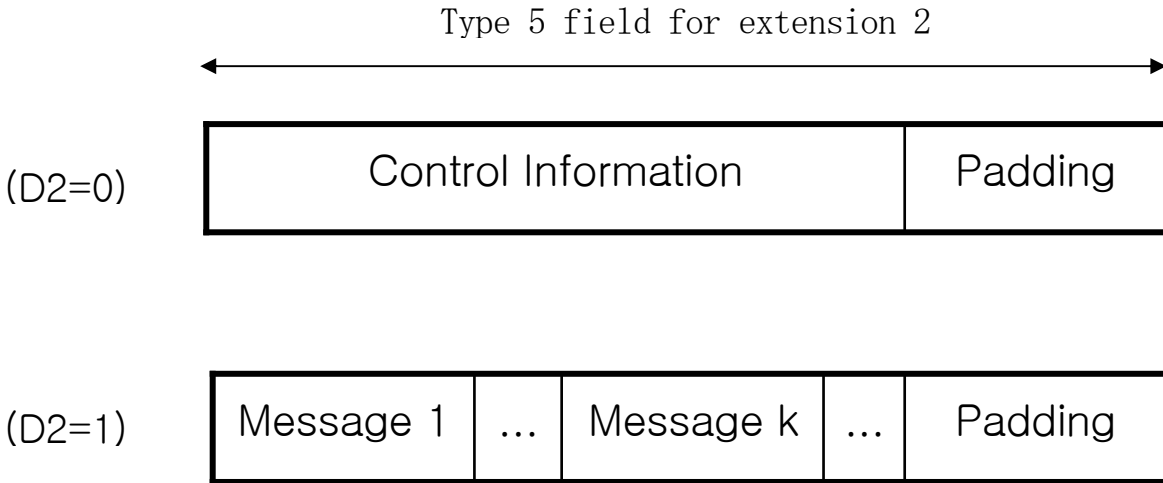 Type 5 field for extension 2
(D2=0) Control Information Padding
(D2=1) Message 1 ... Message k ... Padding